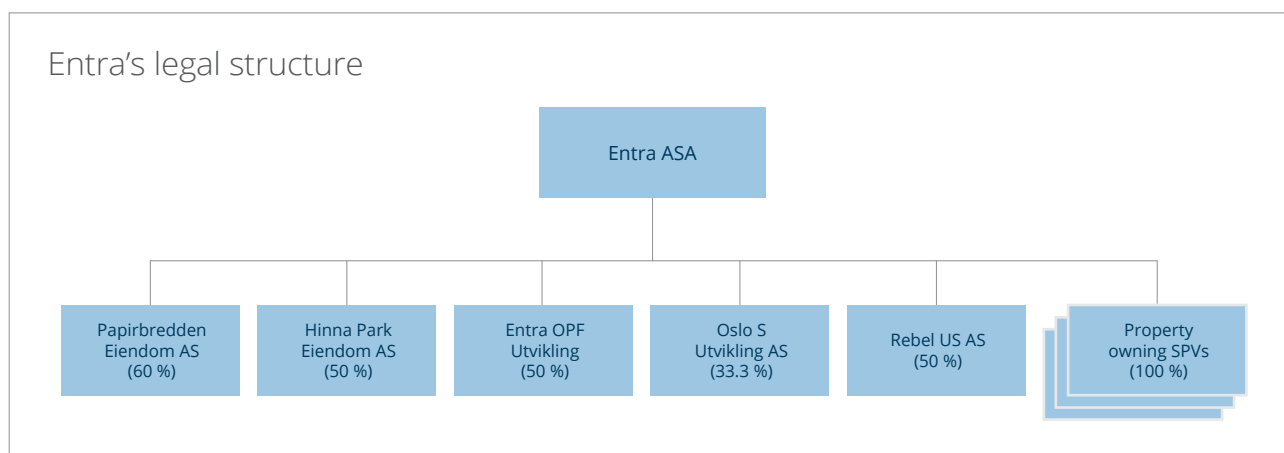 Entra’s legal structure
Entra ASA
Papirbredden
Eiendom AS
(60 %)
Hinna Park
Eiendom AS
(50 %)
Entra OPF
Utvikling
(50 %)
Oslo S
Utvikling AS
(33.3 %)
Rebel US AS
(50 %)
Property
owning SPVs
(100 %)